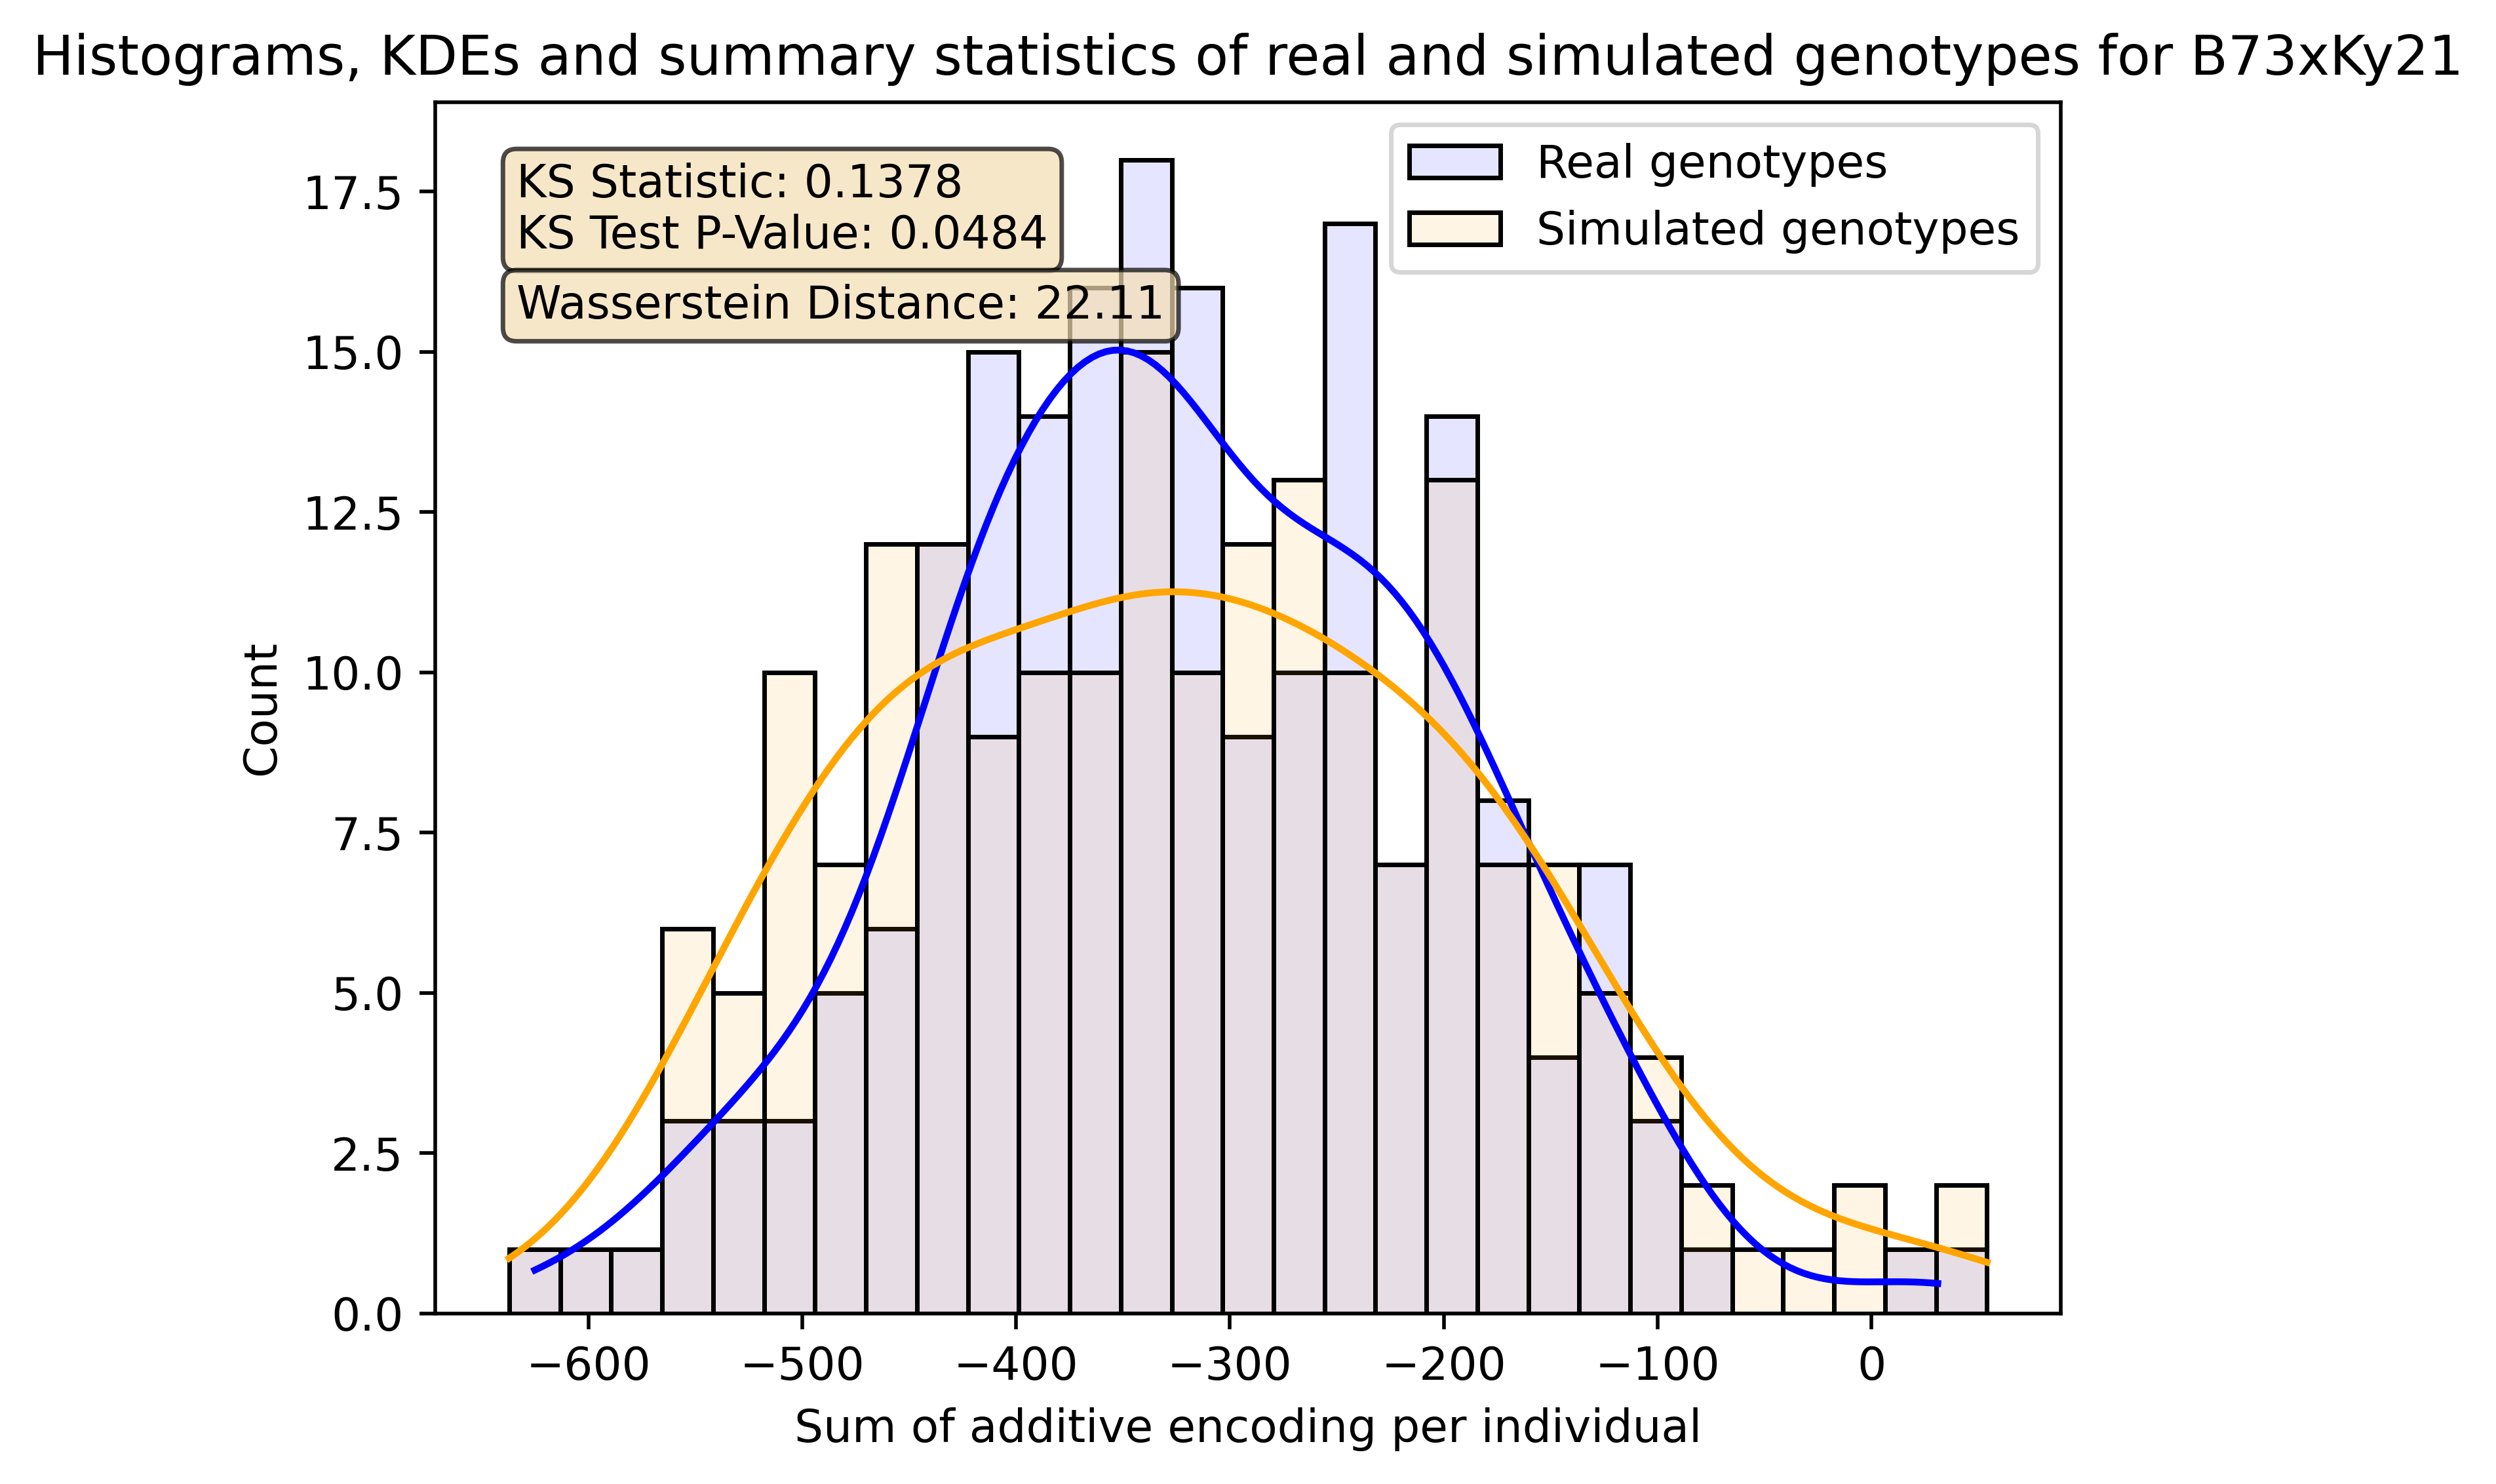 Histograms, KDEs and summary statistics of real and simulated genotypes for B73xKy21
KS Statistic: 0.1378
KS Test P-Value: 0.0484
Wasserstein Distance: 22.11
Real genotypes
Simulated genotypes
Count
17.5
15.0
12.5
10.0
7.5
5.0
2.5
0.0
−600 −500 −400 −300 −200 −100 0
Sum of additive encoding per individual